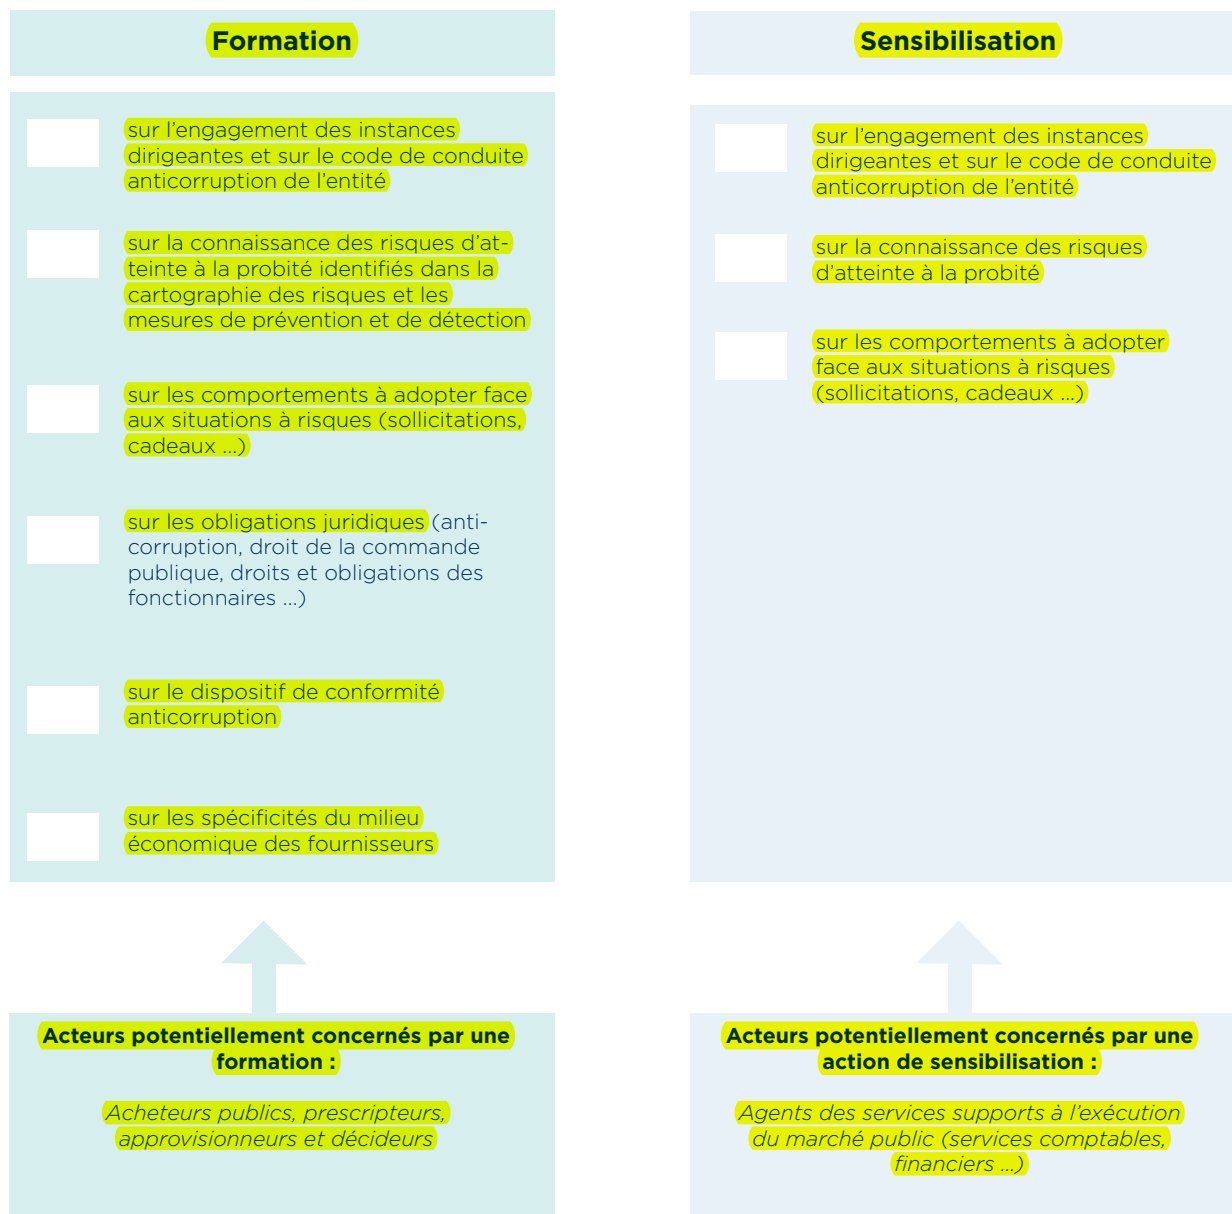 Formation
sur l'engagement des instances
dirigeantes et sur le code de conduite
anticorruption de l'entité
sur la connaissance des risques d'at-
teinte à la probité identifiés dans la
cartographie des risques et les
mesures de prévention et de détection
sur les comportements à adopter face
aux situations à risques (sollicitations,
cadeaux ...)
sur les obligations juridiques (anti-
corruption, droit de la commande
publique, droits et obligations des
fonctionnaires ...)
sur le dispositif de conformité
anticorruption
sur les spécificités du milieu
économique des fournisseurs
Acteurs potentiellement concernés par une
formation :
Acheteurs publics, prescripteurs,
approvisionneurs et décideurs
Sensibilisation
sur l'engagement des instances
dirigeantes et sur le code de conduite
anticorruption de l'entité
sur la connaissance des risques
d'atteinte à la probité
sur les comportements à adopter
face aux situations à risques
(sollicitations, cadeaux ...)
Acteurs potentiellement concernés par une
action de sensibilisation :
Agents des services supports à l'exécution
du marché public (services comptables,
financiers ...)